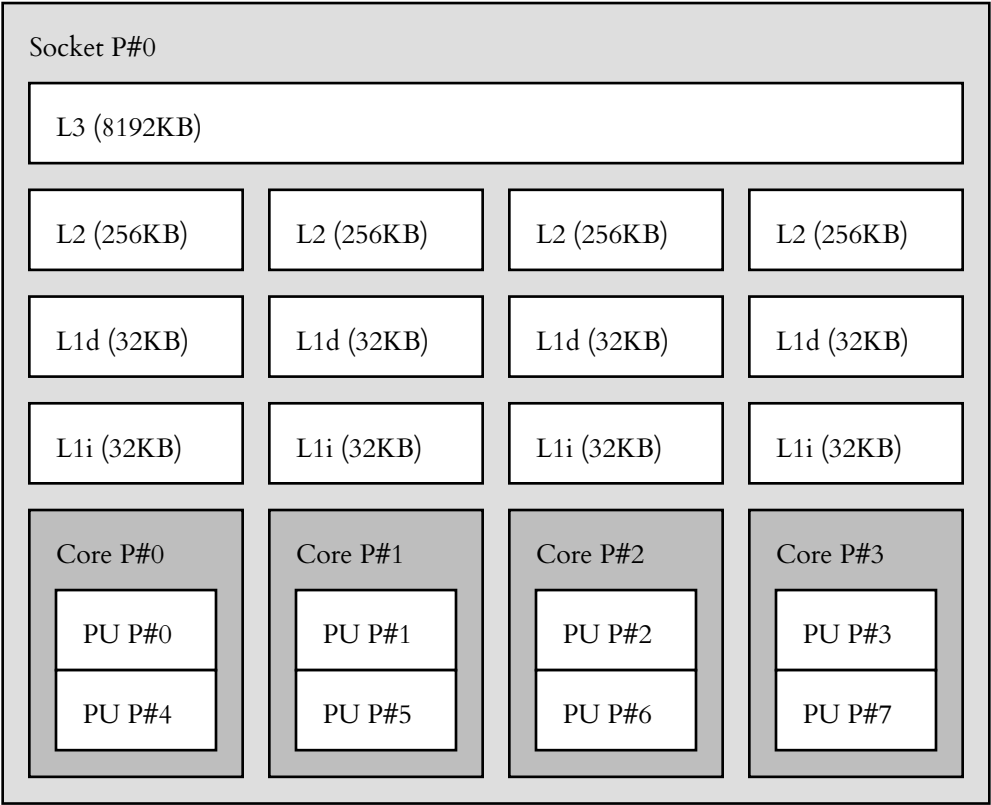 Socket P#0
L3 (8192KB)
L2 (256KB) L2 (256KB) L2 (256KB) L2 (256KB)
L1d (32KB) L1d (32KB) L1d (32KB) L1d (32KB)
L1i (32KB) L1i (32KB) L1i (32KB) L1i (32KB)
Core P#0 Core P#1 Core P#2 Core P#3
PU P#0 PU P#1 PU P#2 PU P#3
PU P#4 PU P#5 PU P#6 PU P#7